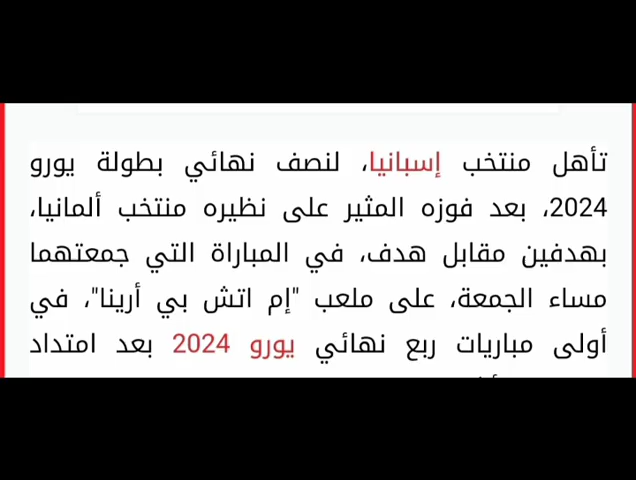 تأهل منتخب إسبانيا، لنصف نهائي بطولة يورو
2024، بعد فوزه المثير على نظيره منتخب ألمانيا،
بهدفين مقابل هدف، في المباراة التي جمعتهما
مساء الجمعة، على ملعب "إم اتش بي أرينا"، في
أولى مباريات ربع نهائي يورو 2024 بعد امتداد